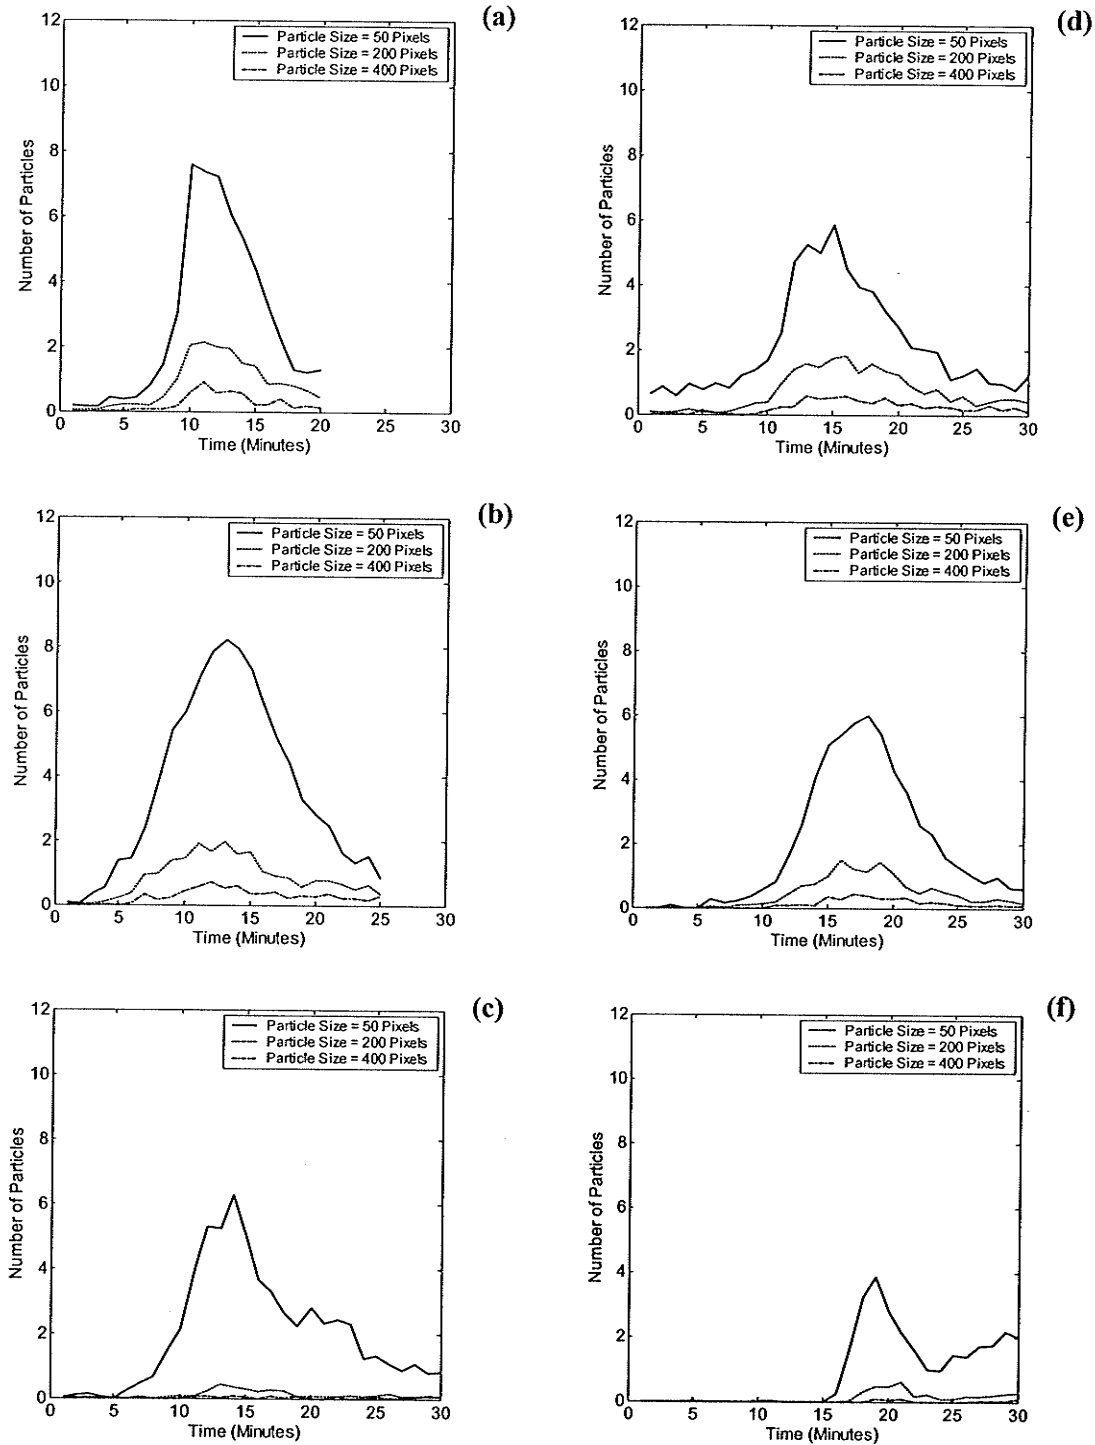 (a)
12
10
8
6
4
2
0
Number of Particles
Particle Size = 50 Pixels
Particle Size = 200 Pixels
Particle Size = 400 Pixels
0 5 10 15 20 25 30
Time (Minutes)
(b)
12
10
8
6
4
2
0
Number of Particles
Particle Size = 50 Pixels
Particle Size = 200 Pixels
Particle Size = 400 Pixels
0 5 10 15 20 25 30
Time (Minutes)
(c)
12
10
8
6
4
2
0
Number of Particles
Particle Size = 50 Pixels
Particle Size = 200 Pixels
Particle Size = 400 Pixels
0 5 10 15 20 25 30
Time (Minutes)
(d)
12
10
8
6
4
2
0
Number of Particles
Particle Size = 50 Pixels
Particle Size = 200 Pixels
Particle Size = 400 Pixels
0 5 10 15 20 25 30
Time (Minutes)
(e)
12
10
8
6
4
2
0
Number of Particles
Particle Size = 50 Pixels
Particle Size = 200 Pixels
Particle Size = 400 Pixels
0 5 10 15 20 25 30
Time (Minutes)
(f)
12
10
8
6
4
2
0
Number of Particles
Particle Size = 50 Pixels
Particle Size = 200 Pixels
Particle Size = 400 Pixels
0 5 10 15 20 25 30
Time (Minutes)